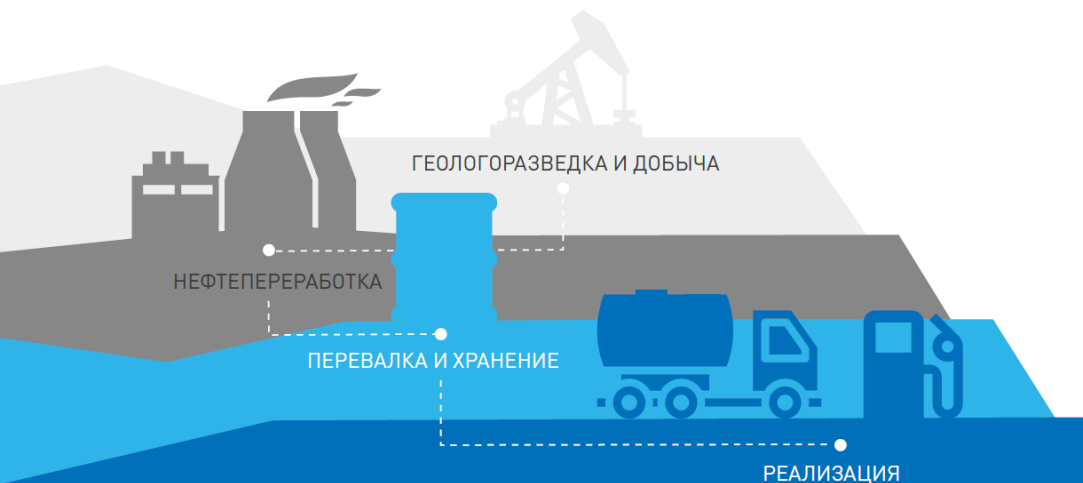 ГЕОЛОГОРАЗВЕДКА И ДОБЫЧА
НЕФТЕПЕРЕРАБОТКА
ПЕРЕВАЛКА И ХРАНЕНИЕ
РЕАЛИЗАЦИЯ